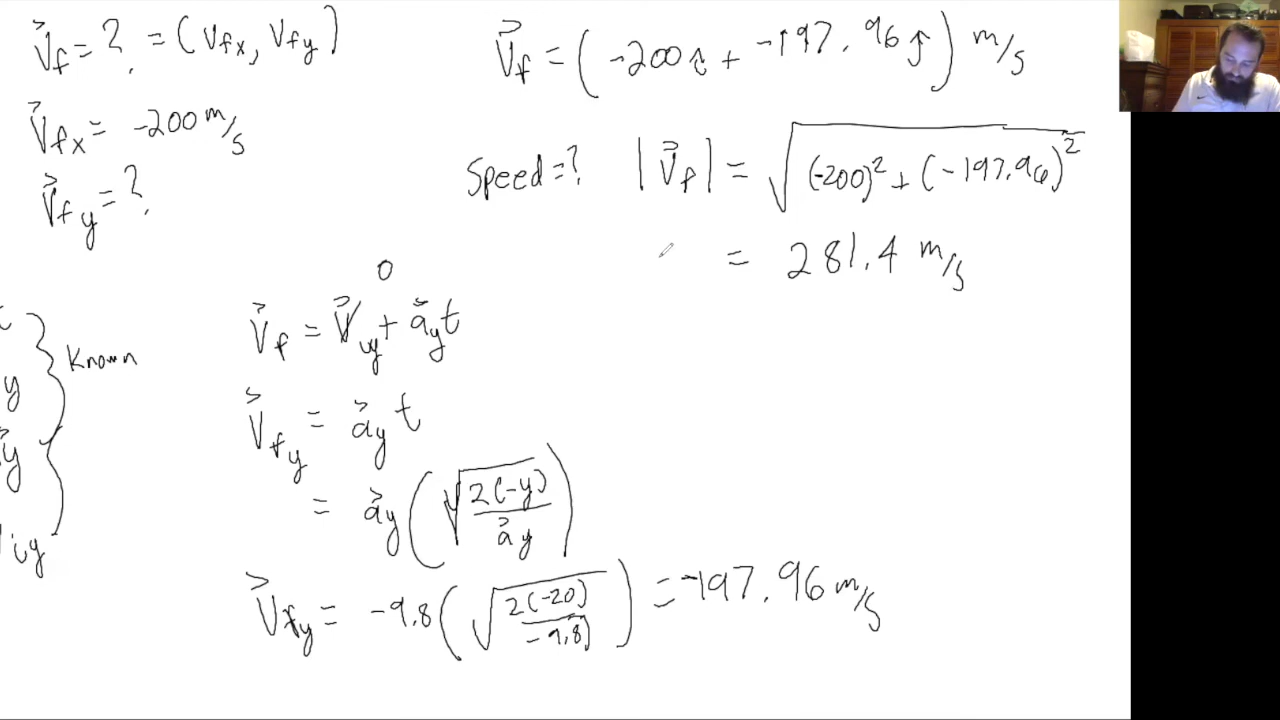 V⃗f = ? = (Vfx, Vfy)
V⃗fx = -200 m/s
V⃗fy = ?
V⃗f = (-200 î + -197.96 ĵ) m/s
Speed = ? |V⃗f| = √((-200)² + (-197.96)²)
= 281.4 m/s
y
y
iy
Known
0
V⃗f = V⃗iy + a⃗y t
V⃗fy = a⃗y t
= a⃗y (√(2(-y)/a⃗y))
V⃗fy = -9.8 (√(2(-20)/-9.8)) = -197.96 m/s